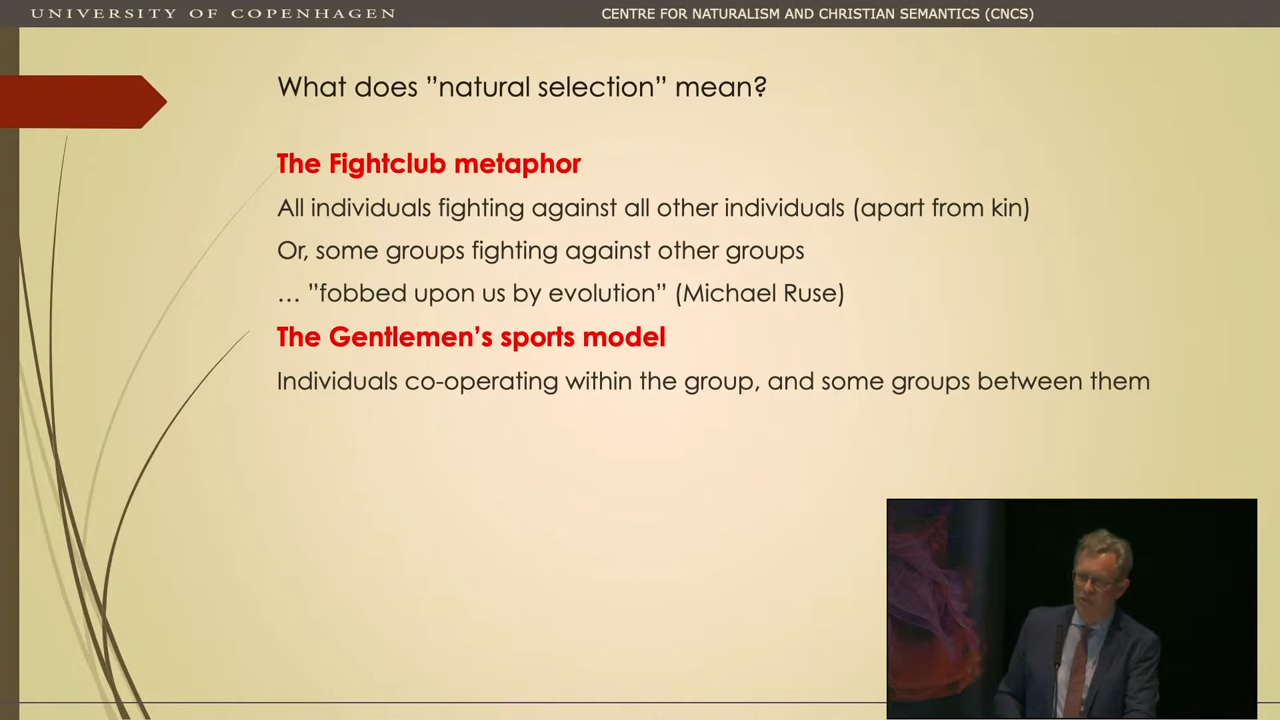 UNIVERSITY OF COPENHAGEN
CENTRE FOR NATURALISM AND CHRISTIAN SEMANTICS (CNCS)
What does ”natural selection” mean?
The Fightclub metaphor
All individuals fighting against all other individuals (apart from kin)
Or, some groups fighting against other groups
… ”fobbed upon us by evolution” (Michael Ruse)
The Gentlemen’s sports model
Individuals co-operating within the group, and some groups between them